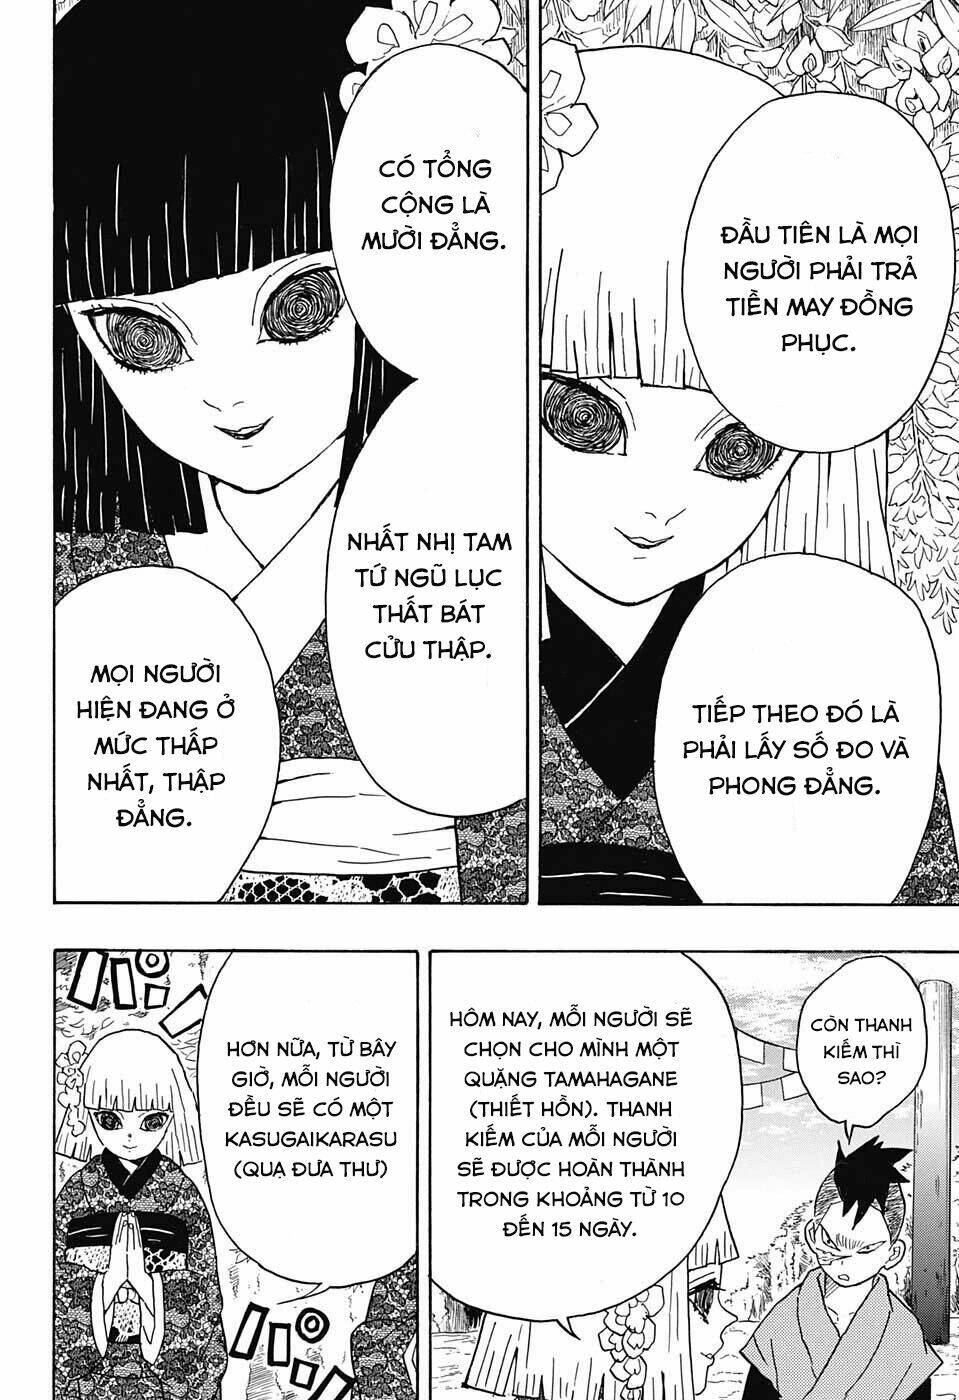 ĐẦU TIÊN LÀ MỌI
NGƯỜI PHẢI TRẢ
TIỀN MAY ĐỒNG
PHỤC.
TIẾP THEO ĐÓ LÀ
PHẢI LẤY SỐ ĐO VÀ
PHONG ĐẲNG.
CÓ TỔNG
CỘNG LÀ
MƯỜI ĐẲNG.
NHẤT NHỊ TAM
TỨ NGŨ LỤC
THẤT BÁT
CỬU THẬP.
MỌI NGƯỜI
HIỆN ĐANG Ở
MỨC THẤP
NHẤT, THẬP
ĐẲNG.
CÒN THANH
KIẾM THÌ
SAO?
HÔM NAY, MỖI NGƯỜI SẼ
CHỌN CHO MÌNH MỘT
QUẶNG TAMAHAGANE
(THIẾT HỒN). THANH
KIẾM CỦA MỖI NGƯỜI
SẼ ĐƯỢC HOÀN THÀNH
TRONG KHOẢNG TỪ 10
ĐẾN 15 NGÀY.
HƠN NỮA, TỪ BÂY
GIỜ, MỖI NGƯỜI
ĐỀU SẼ CÓ MỘT
KASUGAIKARASU
(QUẠ ĐƯA THƯ)
パン
パン